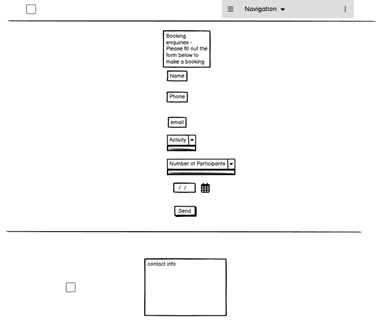 Navigation
Booking
enquiries -
Please fill out the
form below to
make a booking
Name
Phone
email
Activity
Number of Participants
/ /
Send
contact info